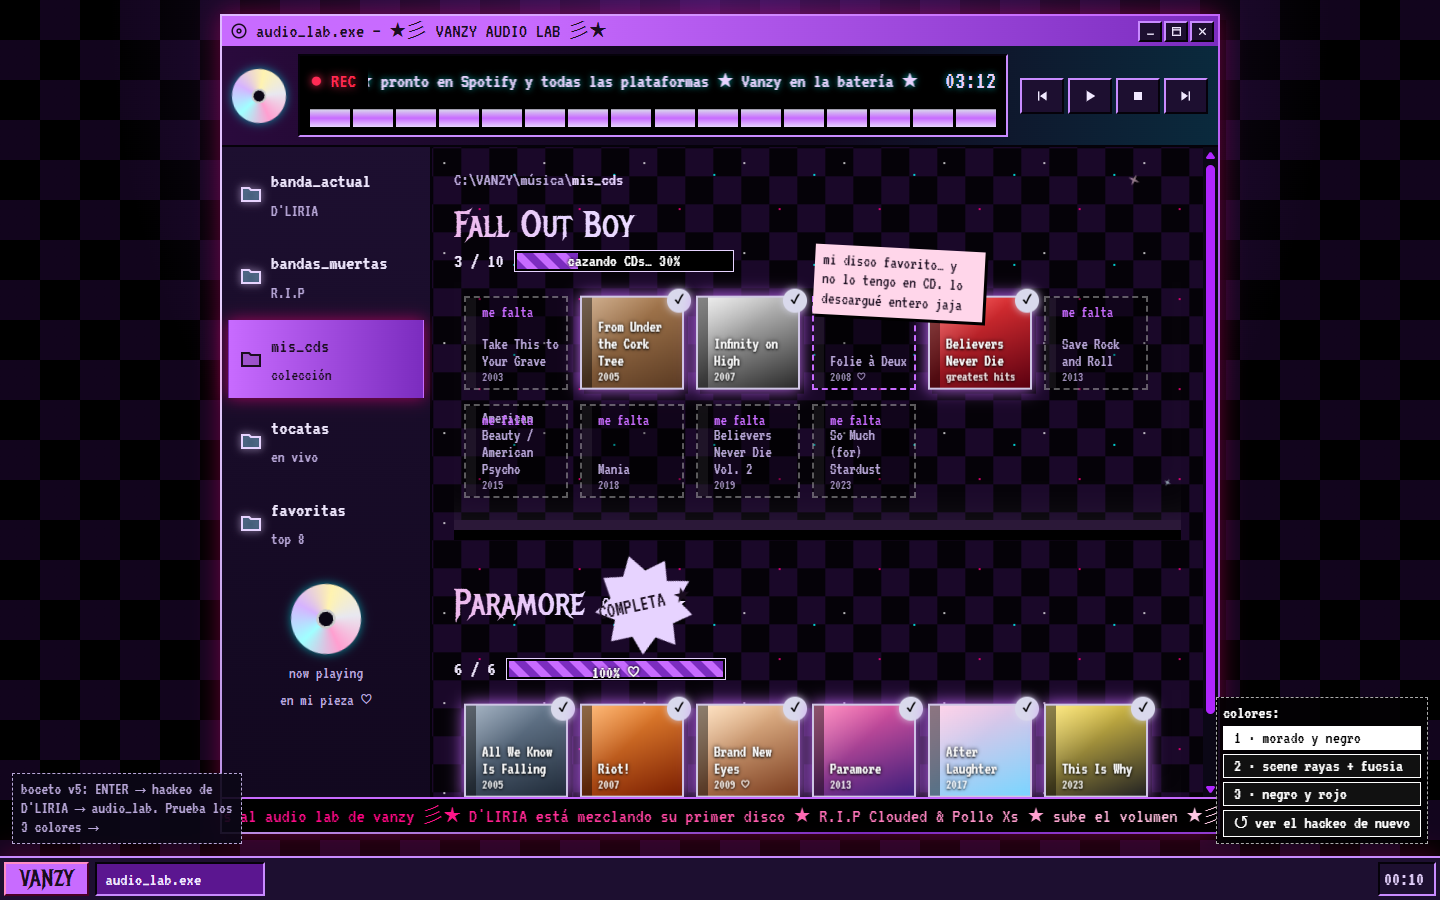 audio_lab.exe – ★彡 VANZY AUDIO LAB 彡★
REC
pronto en Spotify y todas las plataformas ★ Vanzy en la batería ★
03:12
banda_actual
D'LIRIA
bandas_muertas
R.I.P
mis_cds
colección
tocatas
en vivo
favoritas
top 8
now playing
en mi pieza ♡
C:\VANZY\música\mis_cds
Fall Out Boy
3 / 10
cazando CDs… 30%
mi disco favorito… y
no lo tengo en CD. lo
descargué entero jaja
me falta
Take This to
Your Grave
2003
From Under
the Cork
Tree
2005
Infinity on
High
2007
Folie à Deux
2008 ♡
Believers
Never Die
greatest hits
me falta
Save Rock
and Roll
2013
me falta
American
Beauty /
American
Psycho
2015
me falta
Mania
2018
me falta
Believers
Never Die
Vol. 2
2019
me falta
So Much
(for)
Stardust
2023
Paramore
COMPLETA ★
6 / 6
100% ♡
All We Know
Is Falling
2005
Riot!
2007
Brand New
Eyes
2009 ♡
Paramore
2013
After
Laughter
2017
This Is Why
2023
al audio lab de vanzy 彡★ D'LIRIA está mezclando su primer disco ★ R.I.P Clouded & Pollo Xs ★ sube el volumen ★
boceto v5: ENTER → hackeo de
D'LIRIA → audio_lab. Prueba los
3 colores →
colores:
1 · morado y negro
2 · scene rayas + fucsia
3 · negro y rojo
↺ ver el hackeo de nuevo
VANZY
audio_lab.exe
00:10